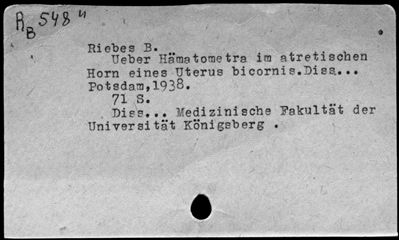 R_B 548"
Riebes B.
Ueber Hämatometra im atretischen
Horn eines Uterus bicornis.Diss...
Potsdam,1938.
71 S.
Diss... Medizinische Fakultät der
Universität Königsberg .